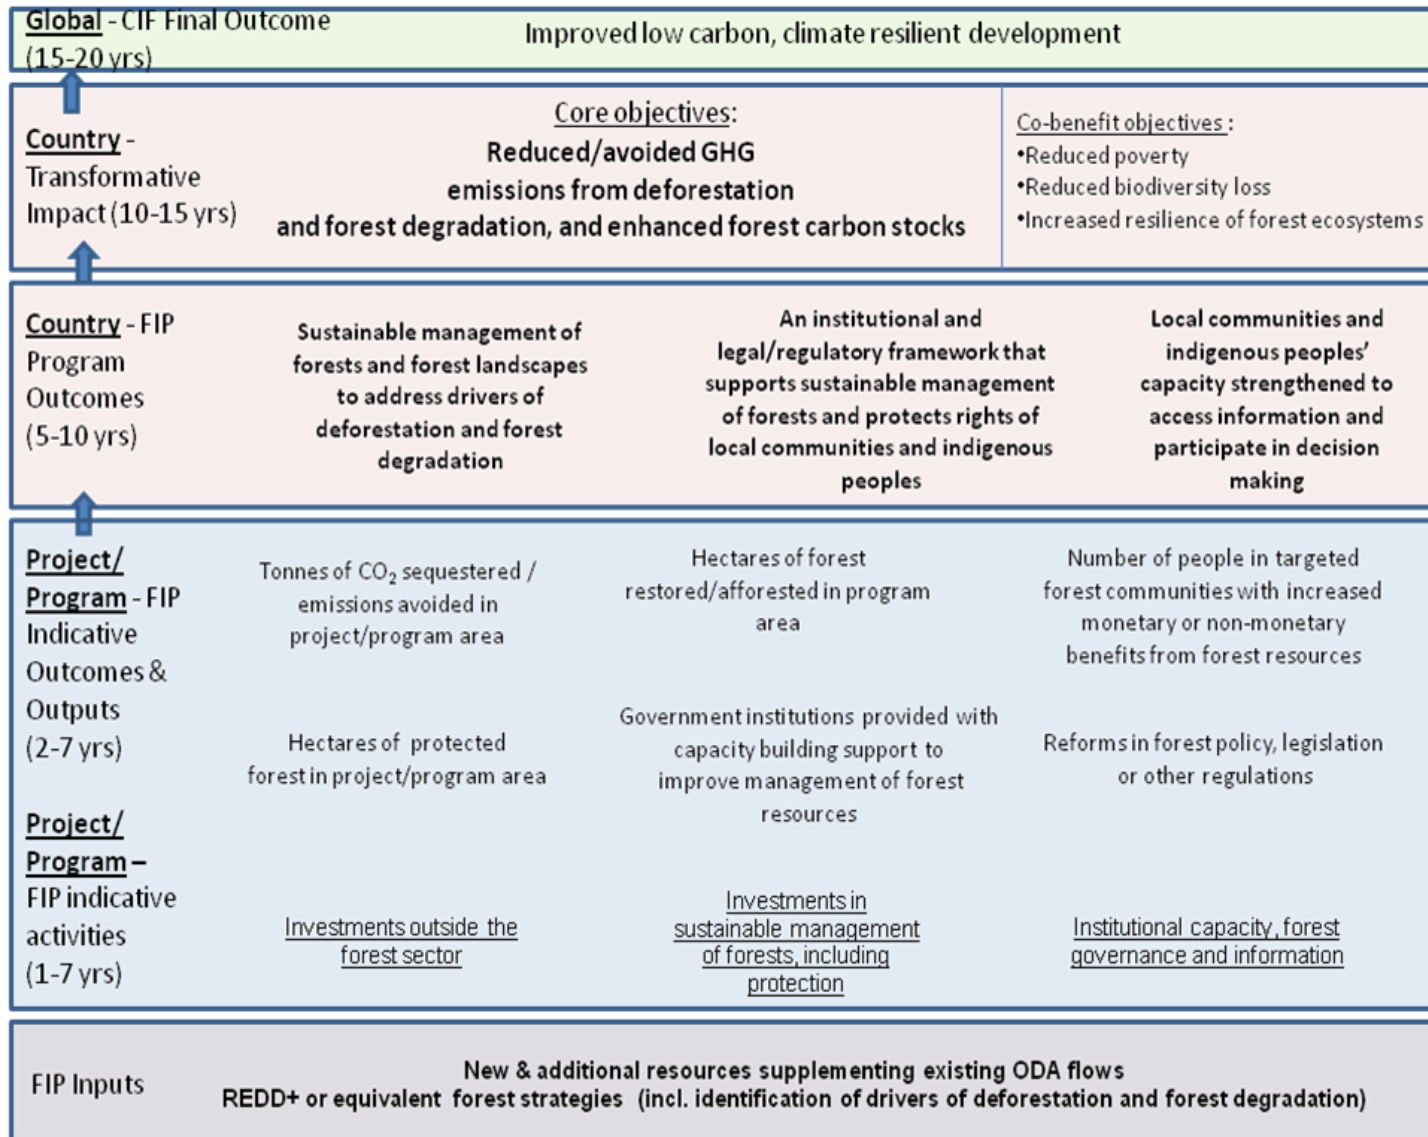 Global - CIF Final Outcome
(15-20 yrs)
Improved low carbon, climate resilient development
Country -
Transformative
Impact (10-15 yrs)
Core objectives:
Reduced/avoided GHG
emissions from deforestation
and forest degradation, and enhanced forest carbon stocks
Co-benefit objectives :
•Reduced poverty
•Reduced biodiversity loss
•Increased resilience of forest ecosystems
Country - FIP
Program
Outcomes
(5-10 yrs)
Sustainable management of
forests and forest landscapes
to address drivers of
deforestation and forest
degradation
An institutional and
legal/regulatory framework that
supports sustainable management
of forests and protects rights of
local communities and indigenous
peoples
Local communities and
indigenous peoples’
capacity strengthened to
access information and
participate in decision
making
Project/
Program - FIP
Indicative
Outcomes &
Outputs
(2-7 yrs)
Tonnes of CO₂ sequestered /
emissions avoided in
project/program area
Hectares of forest
restored/afforested in program
area
Number of people in targeted
forest communities with increased
monetary or non-monetary
benefits from forest resources
Hectares of protected
forest in project/program area
Government institutions provided with
capacity building support to
improve management of forest
resources
Reforms in forest policy, legislation
or other regulations
Project/
Program –
FIP indicative
activities
(1-7 yrs)
Investments outside the
forest sector
Investments in
sustainable management
of forests, including
protection
Institutional capacity, forest
governance and information
FIP Inputs
New & additional resources supplementing existing ODA flows
REDD+ or equivalent forest strategies (incl. identification of drivers of deforestation and forest degradation)